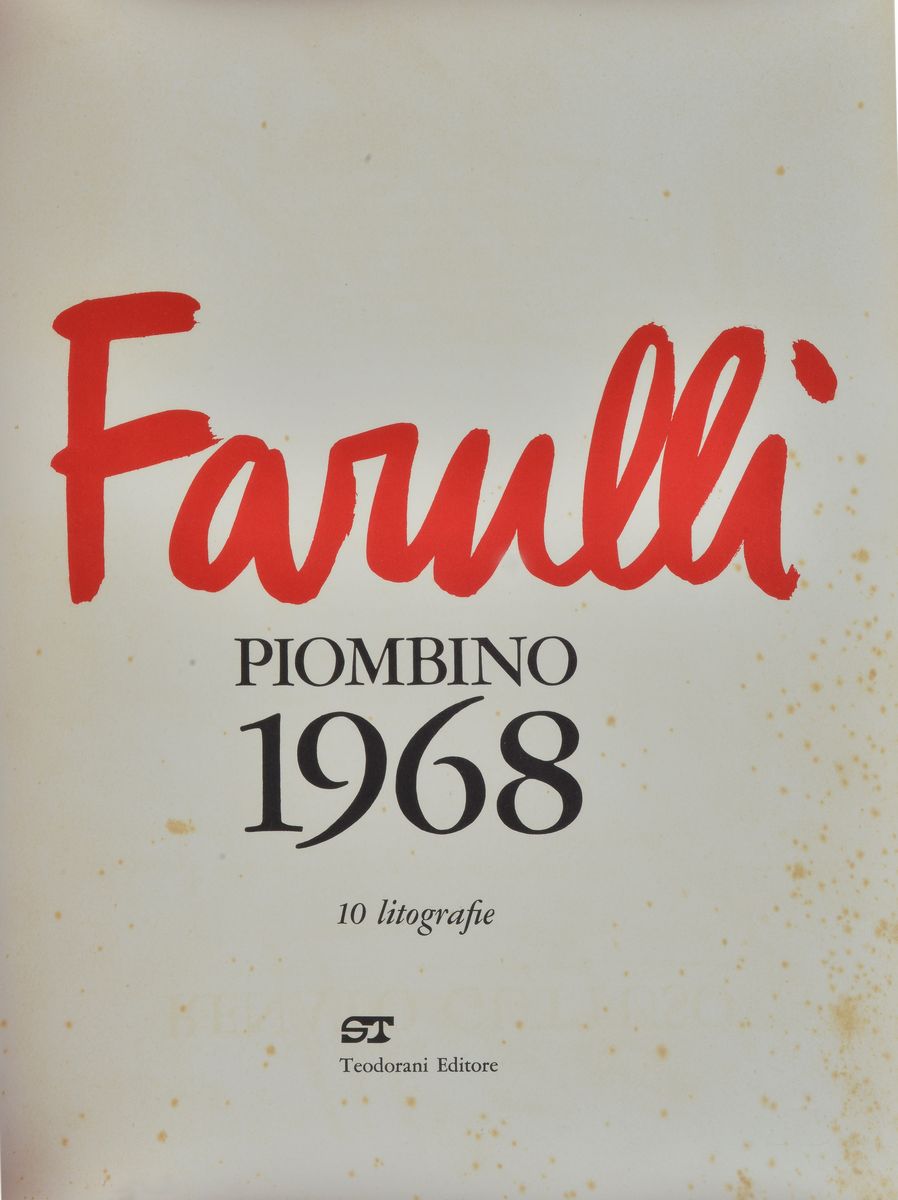 Farulli
PIOMBINO
1968
10 litografie
ST
Teodorani Editore